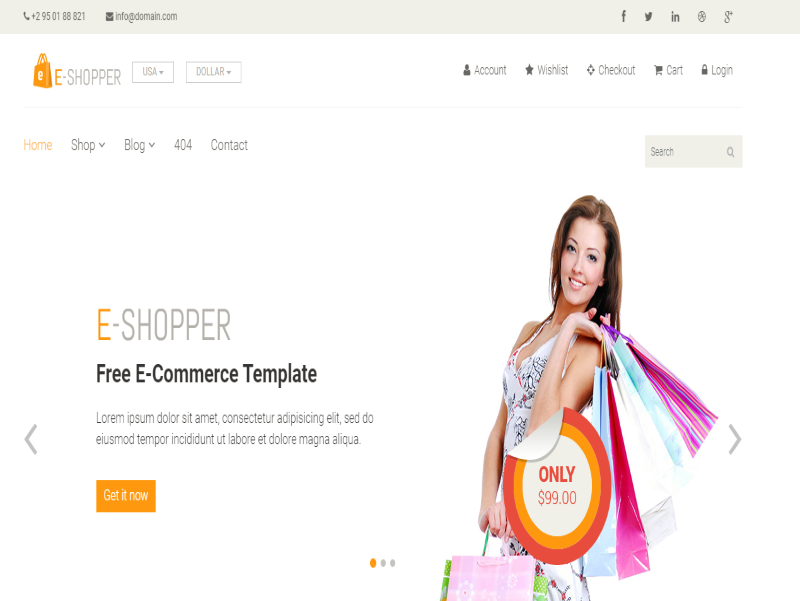 +2 95 01 88 821
info@domain.com
E-SHOPPER
USA
DOLLAR
Account
Wishlist
Checkout
Cart
Login
Home
Shop
Blog
404
Contact
Search
E-SHOPPER
Free E-Commerce Template
Lorem ipsum dolor sit amet, consectetur adipisicing elit, sed do
eiusmod tempor incididunt ut labore et dolore magna aliqua.
Get it now
ONLY
$99.00